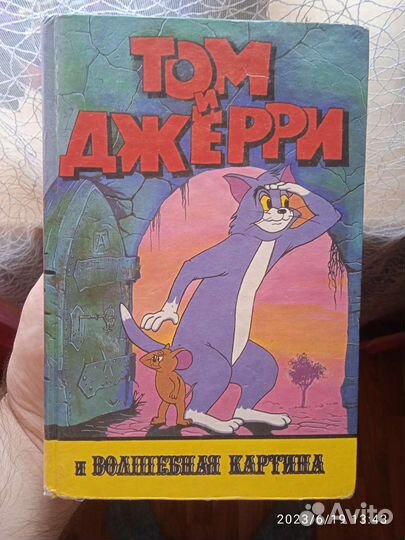 ТОМ
и
ДЖЕРРИ
и ВОЛШЕБНАЯ КАРТИНА
Avito
2023/6/19 13:43